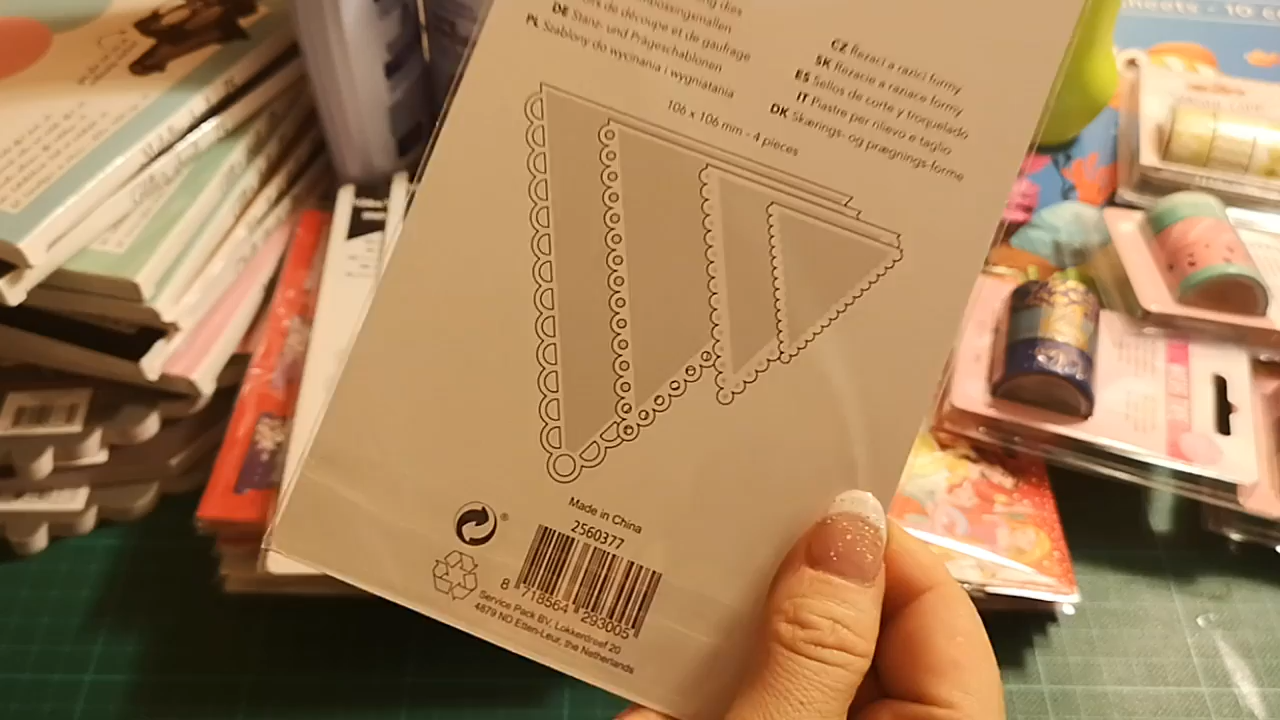 DE Stanz- und Prägeschablonen
PL Szablony do wycinania i wygniatania
CZ Řezací a razící formy
SK Rezacie a raziace formy
ES Sellos de corte y troquelado
IT Piastre per rilievo e taglio
DK Skærings- og prægnings-forme
106 x 106 mm - 4 pieces
Made in China
2560377
8 718564 293005
Service Pack BV, Lokkerdreef 20
4879 ND Etten-Leur, the Netherlands